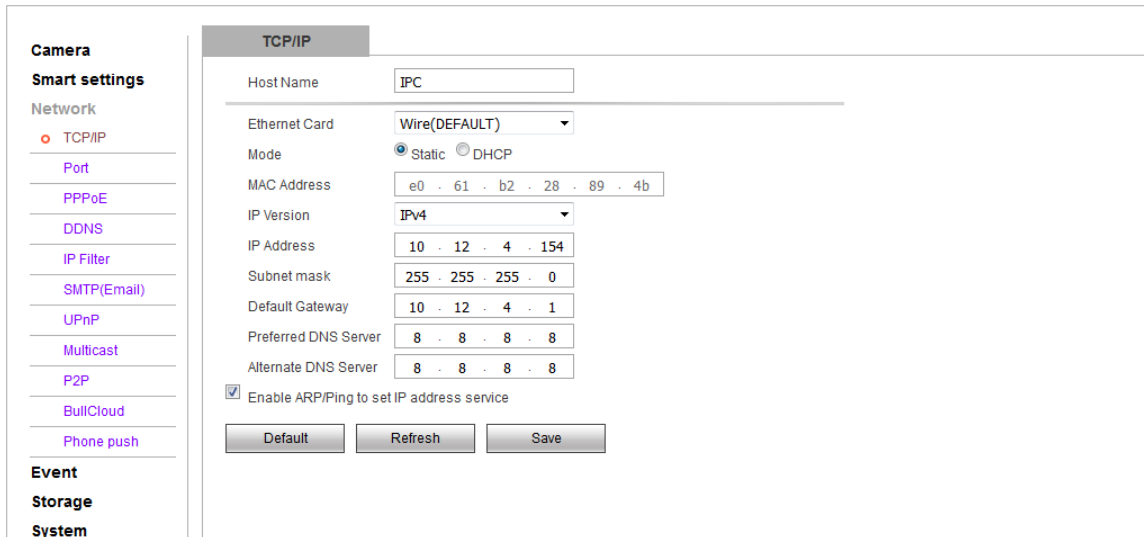 TCP/IP
Camera
Smart settings
Network
TCP/IP
Port
PPPoE
DDNS
IP Filter
SMTP(Email)
UPnP
Multicast
P2P
BullCloud
Phone push
Event
Storage
System
Host Name IPC
Ethernet Card Wire(DEFAULT)
Mode Static DHCP
MAC Address e0 . 61 . b2 . 28 . 89 . 4b
IP Version IPv4
IP Address 10 . 12 . 4 . 154
Subnet mask 255 . 255 . 255 . 0
Default Gateway 10 . 12 . 4 . 1
Preferred DNS Server 8 . 8 . 8 . 8
Alternate DNS Server 8 . 8 . 8 . 8
Enable ARP/Ping to set IP address service
Default Refresh Save